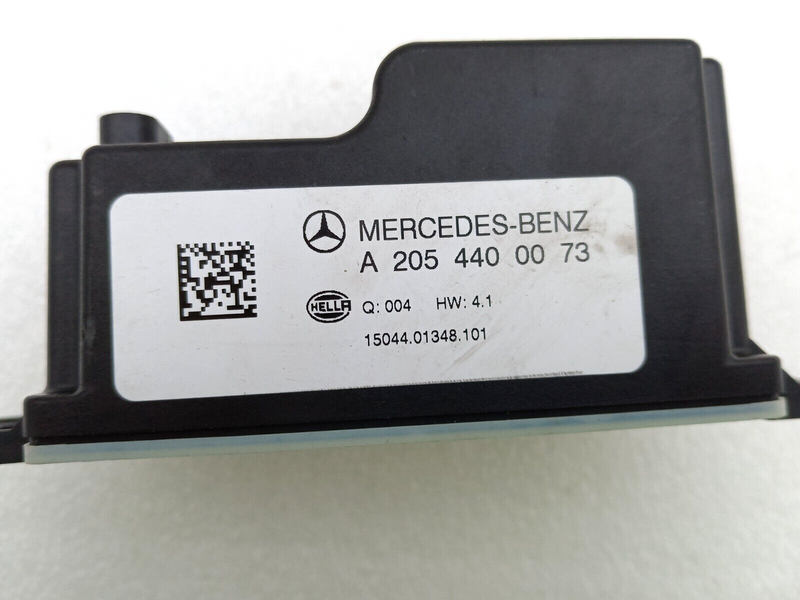 MERCEDES-BENZ
A 205 440 00 73
HELLA Q: 004 HW: 4.1
15044.01348.101